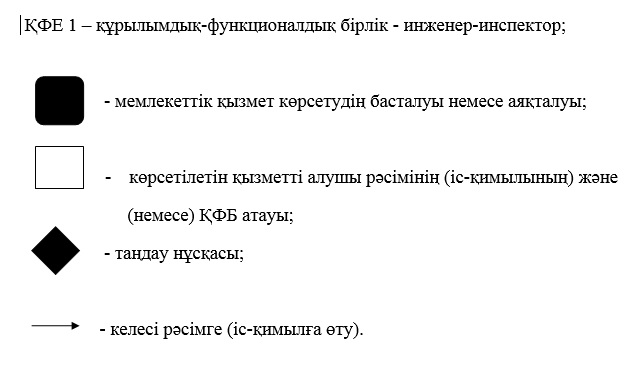 ҚФЕ 1 – құрылымдық-функционалдық бірлік - инженер-инспектор;
- мемлекеттік қызмет көрсетудің басталуы немесе аяқталуы;
- көрсетілетін қызметті алушы рәсімінің (іс-қимылының) және
(немесе) ҚФБ атауы;
- таңдау нұсқасы;
- келесі рәсімге (іс-қимылға өту).